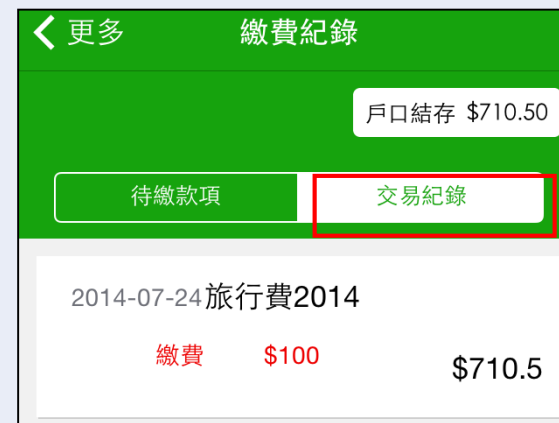 更多 繳費紀錄
戶口結存 $710.50
待繳款項 交易紀錄
2014-07-24旅行費2014
繳費 $100 $710.5